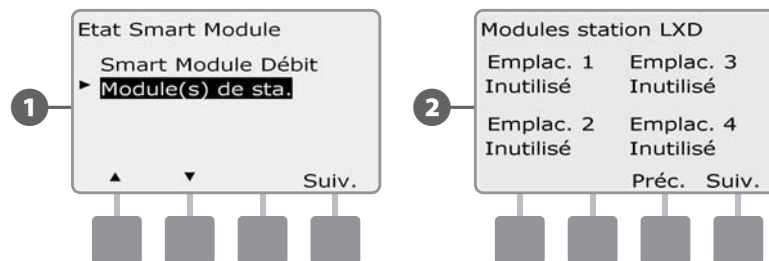 1
Etat Smart Module
Smart Module Débit
Module(s) de sta.
Suiv.
2
Modules station LXD
Emplac. 1 Emplac. 3
Inutilisé Inutilisé
Emplac. 2 Emplac. 4
Inutilisé Inutilisé
Préc. Suiv.